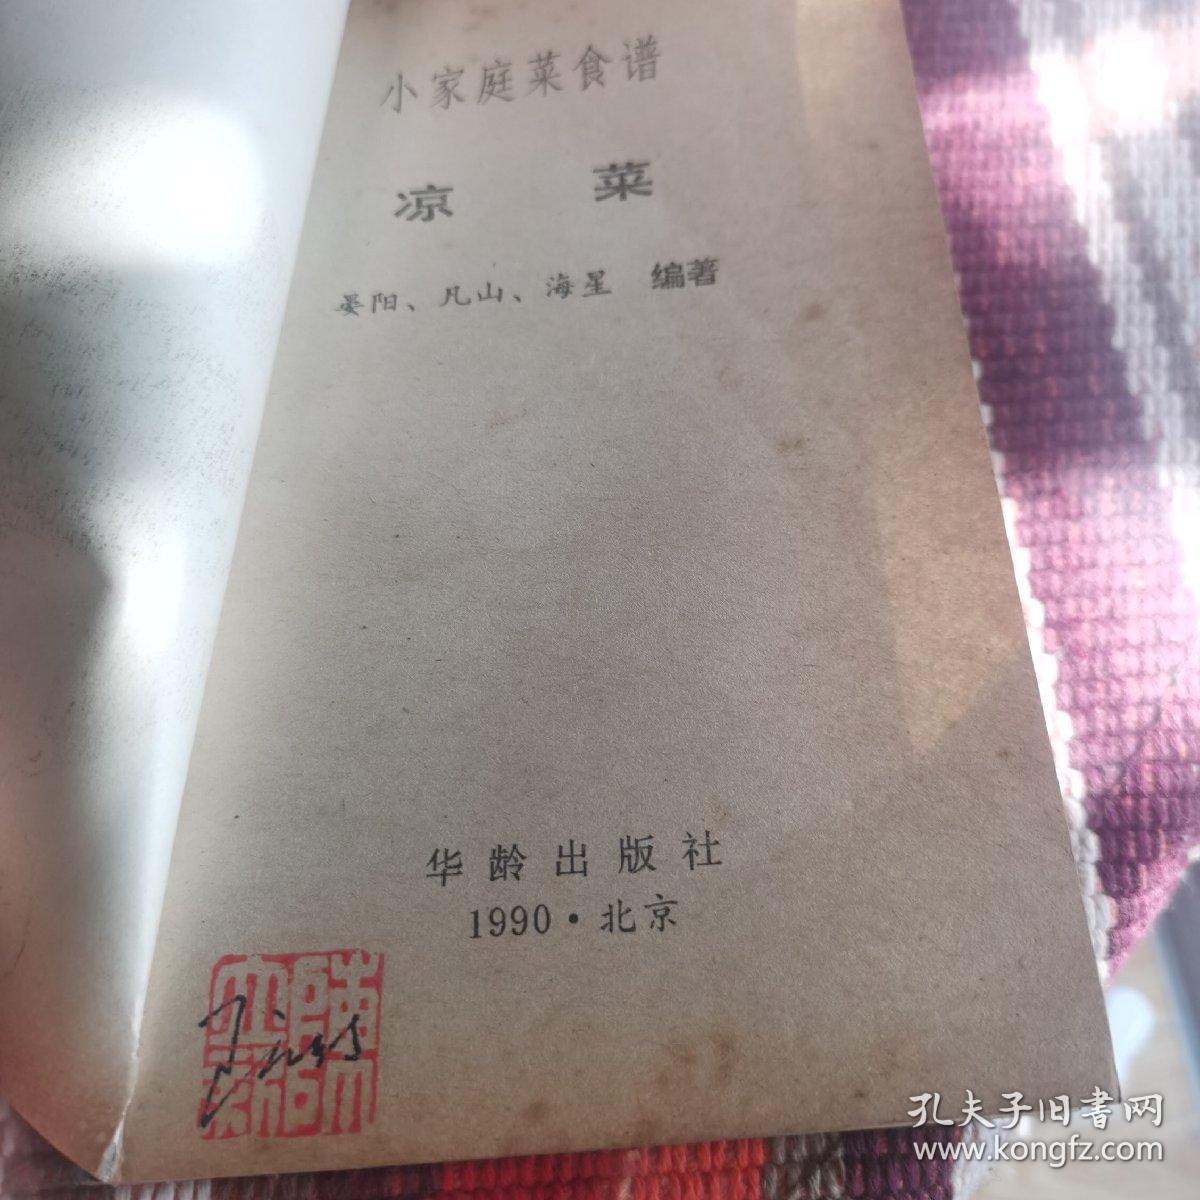 小家庭菜食谱
凉 菜
晏阳、凡山、海星 编著
华龄出版社
1990·北京
孔夫子旧书网
www.kongfz.com